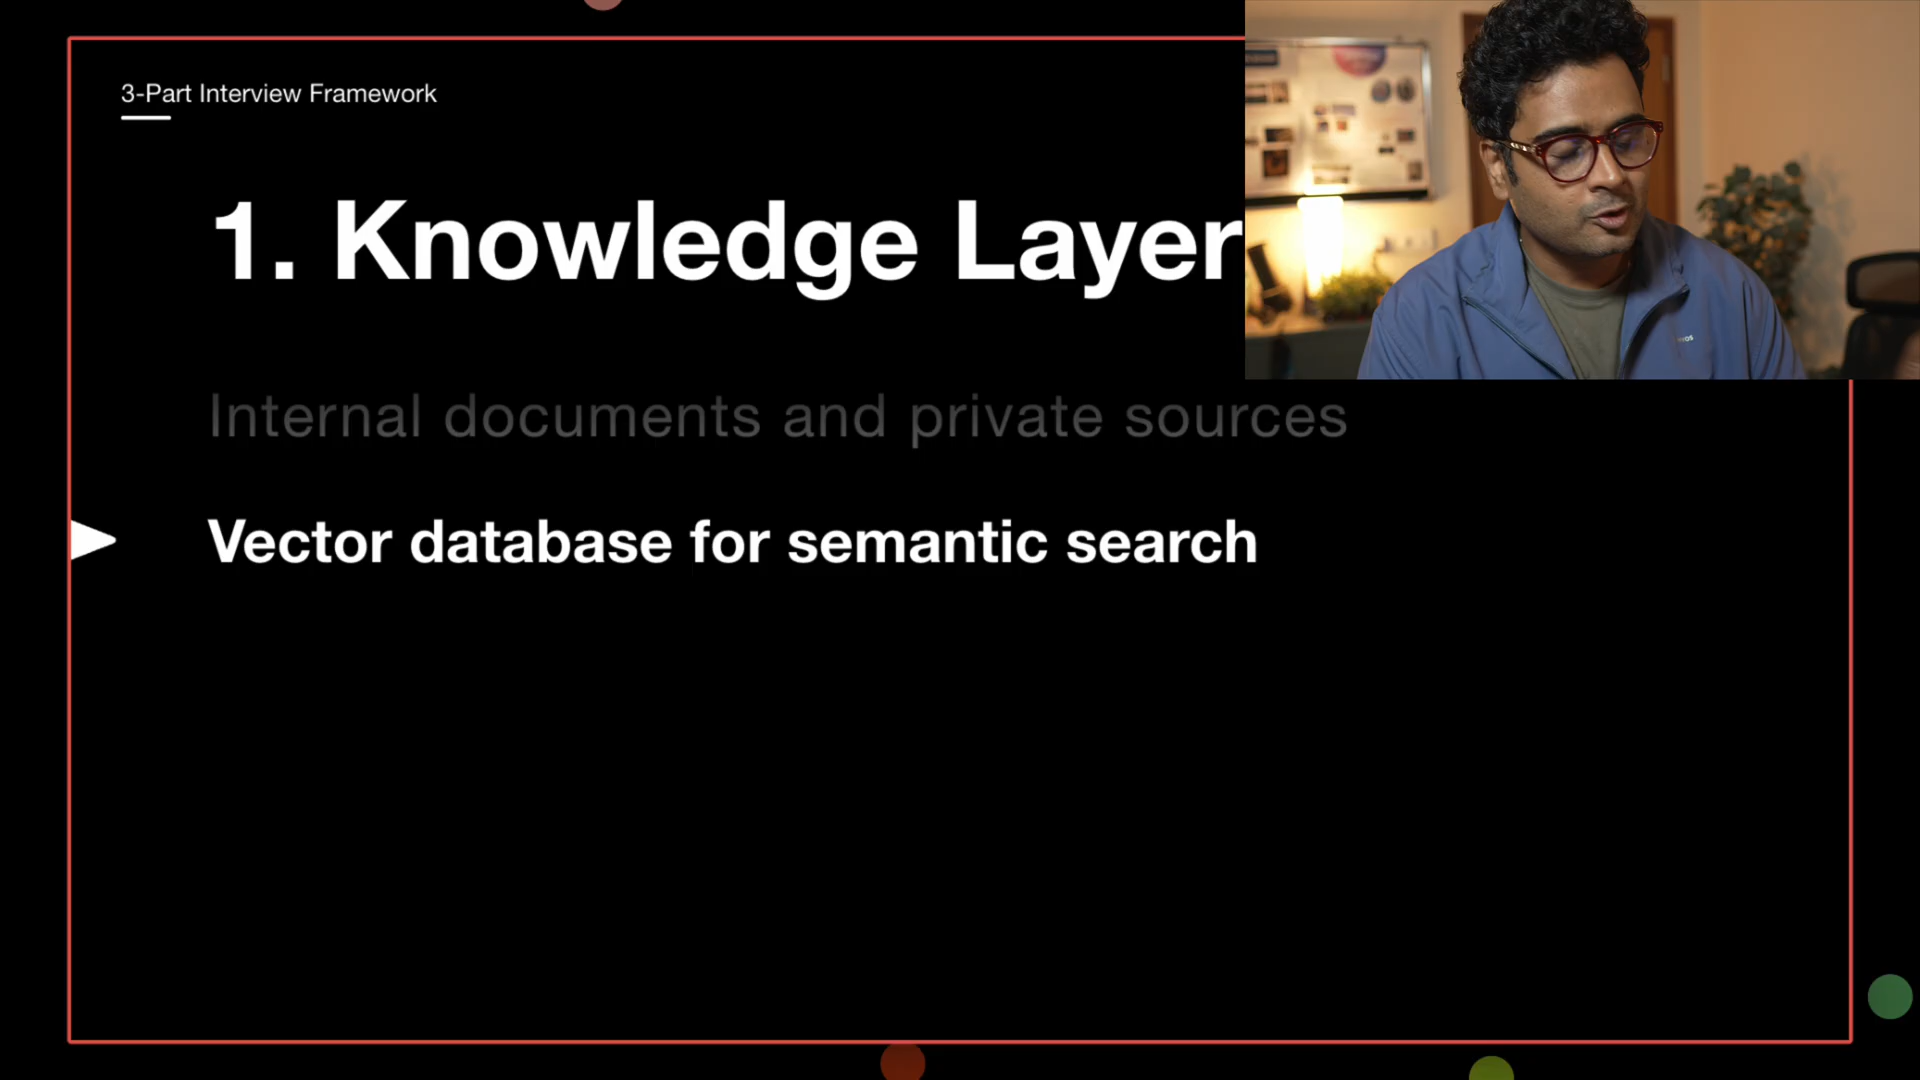 3-Part Interview Framework
1. Knowledge Layer
Internal documents and private sources
Vector database for semantic search